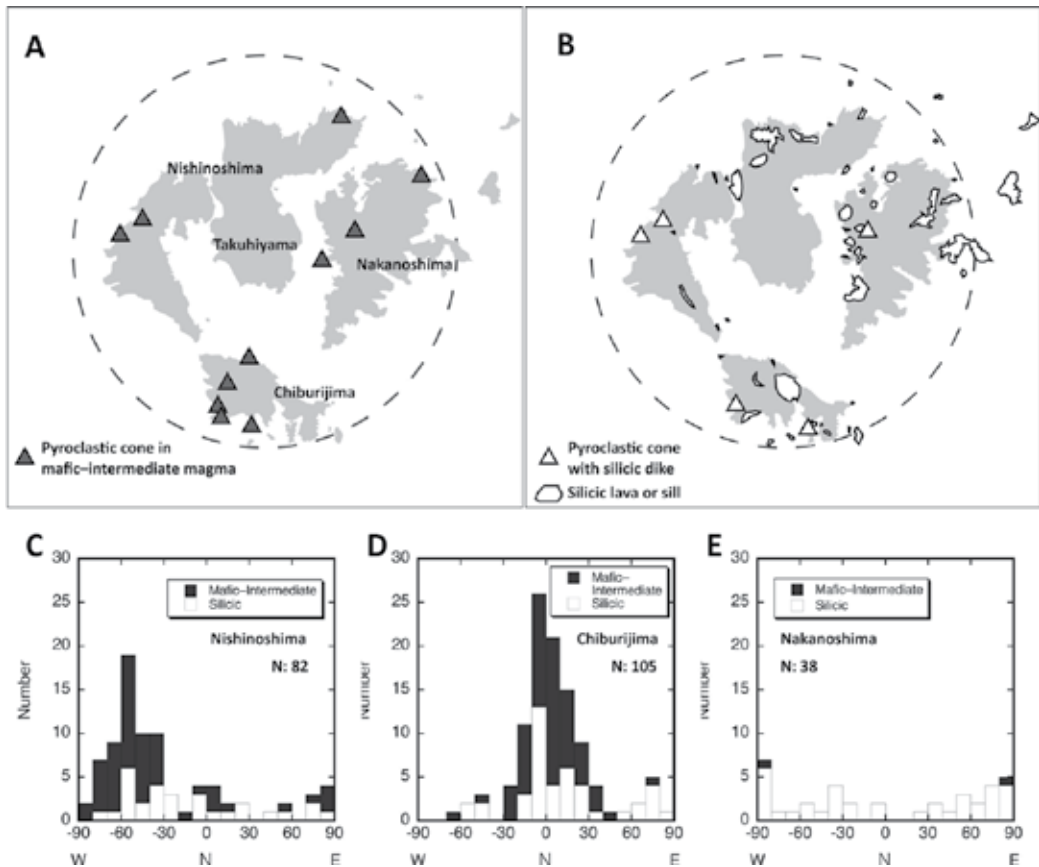 A
Nishinoshima
Takuhiyama
Nakanoshima
Chiburijima
Pyroclastic cone in
mafic–intermediate magma
B
Pyroclastic cone
with silicic dike
Silicic lava or sill
C
30
25
20
15
10
5
0
Number
Mafic–Intermediate
Silicic
Nishinoshima
N: 82
-90 -60 -30 0 30 60 90
W N E
D
30
25
20
15
10
5
0
Number
Mafic–
Intermediate
Silicic
Chiburijima
N: 105
-90 -60 -30 0 30 60 90
W N E
E
30
25
20
15
10
5
0
Number
Mafic–Intermediate
Silicic
Nakanoshima
N: 38
-90 -60 -30 0 30 60 90
W N E